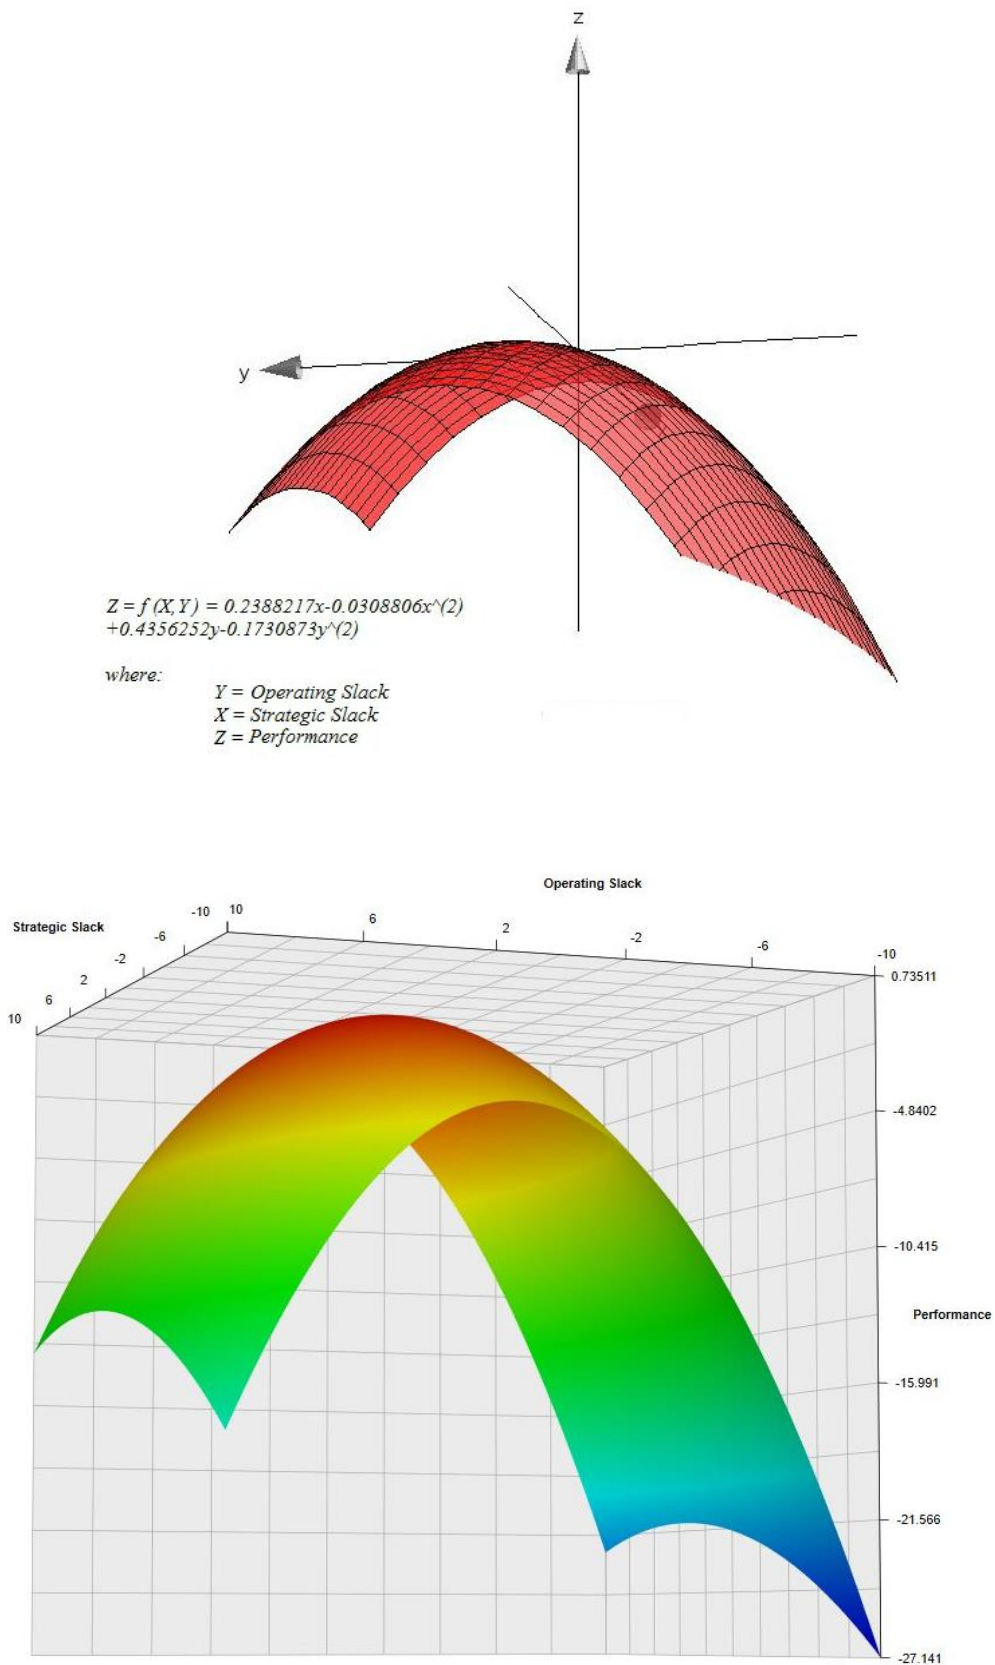 z
y
Z = f (X,Y) = 0.2388217x-0.0308806x^(2)
+0.4356252y-0.1730873y^(2)
where:
Y = Operating Slack
X = Strategic Slack
Z = Performance
Operating Slack
Strategic Slack
-10 10 6 2 -2 -6 -10
-6
-2
2
6
10
0.73511
-4.8402
-10.415
Performance
-15.991
-21.566
-27.141